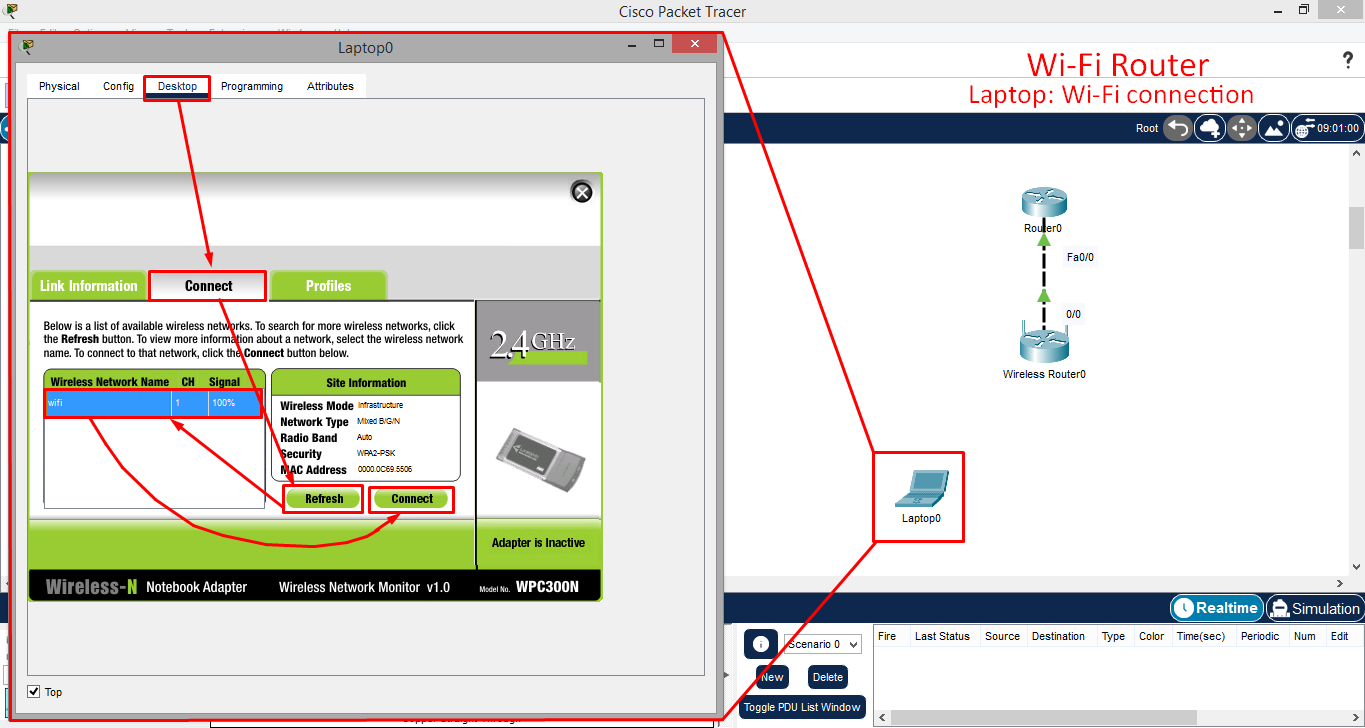 Cisco Packet Tracer
Laptop0
Physical Config Desktop Programming Attributes
Wi-Fi Router
Laptop: Wi-Fi connection
?
Root
09:01:00
Router0
Fa0/0
0/0
Wireless Router0
Laptop0
Link Information Connect Profiles
Below is a list of available wireless networks. To search for more wireless networks, click
the Refresh button. To view more information about a network, select the wireless network
name. To connect to that network, click the Connect button below.
2.4GHz
Wireless Network Name CH Signal
wifi 1 100%
Site Information
Wireless Mode Infrastructure
Network Type Mixed B/G/N
Radio Band Auto
Security WPA2-PSK
MAC Address 0000.0C69.5506
Refresh Connect
Adapter is Inactive
Wireless-N Notebook Adapter Wireless Network Monitor v1.0 Model No. WPC300N
Top
Realtime Simulation
Scenario 0
New Delete
Toggle PDU List Window
Fire Last Status Source Destination Type Color Time(sec) Periodic Num Edit